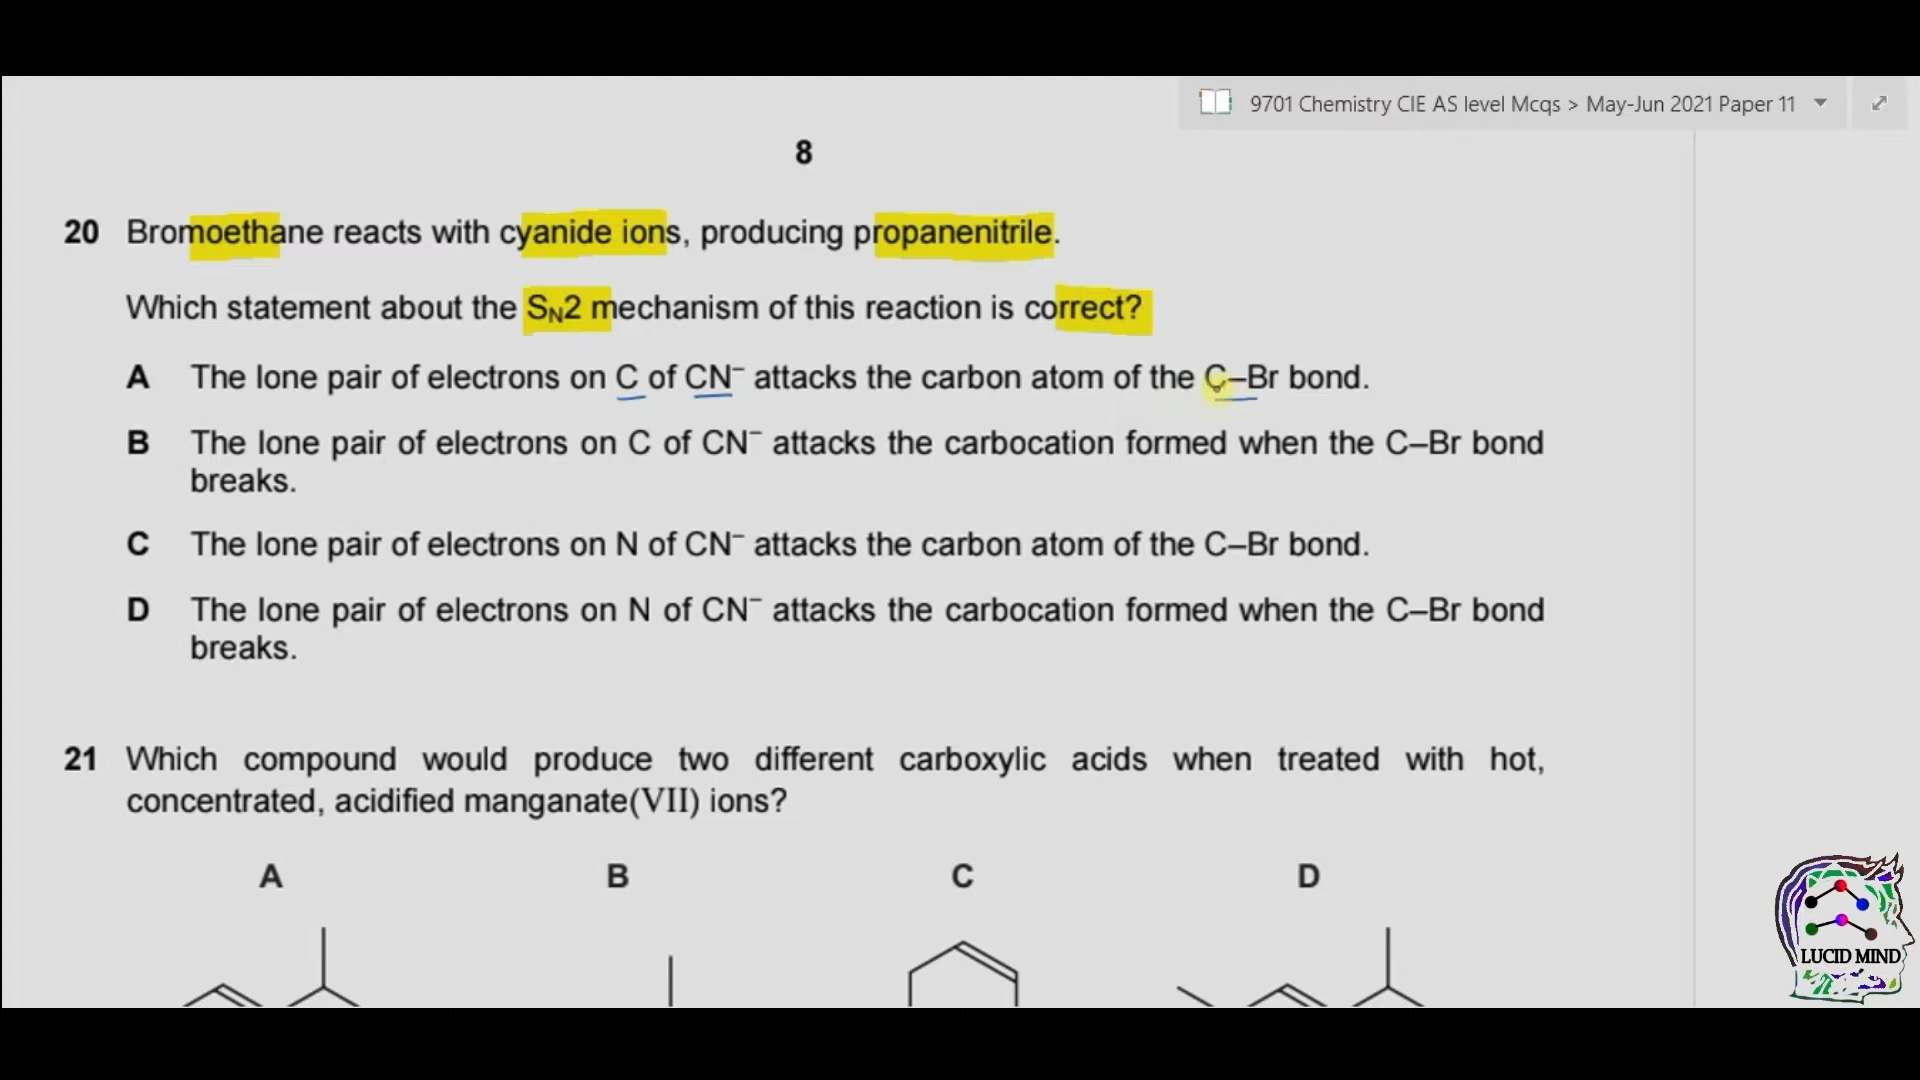 9701 Chemistry CIE AS level Mcqs > May-Jun 2021 Paper 11
8
20 Bromoethane reacts with cyanide ions, producing propanenitrile.
Which statement about the SN2 mechanism of this reaction is correct?
A The lone pair of electrons on C of CN⁻ attacks the carbon atom of the C–Br bond.
B The lone pair of electrons on C of CN⁻ attacks the carbocation formed when the C–Br bond
breaks.
C The lone pair of electrons on N of CN⁻ attacks the carbon atom of the C–Br bond.
D The lone pair of electrons on N of CN⁻ attacks the carbocation formed when the C–Br bond
breaks.
21 Which compound would produce two different carboxylic acids when treated with hot,
concentrated, acidified manganate(VII) ions?
A B C D
LUCID MIND